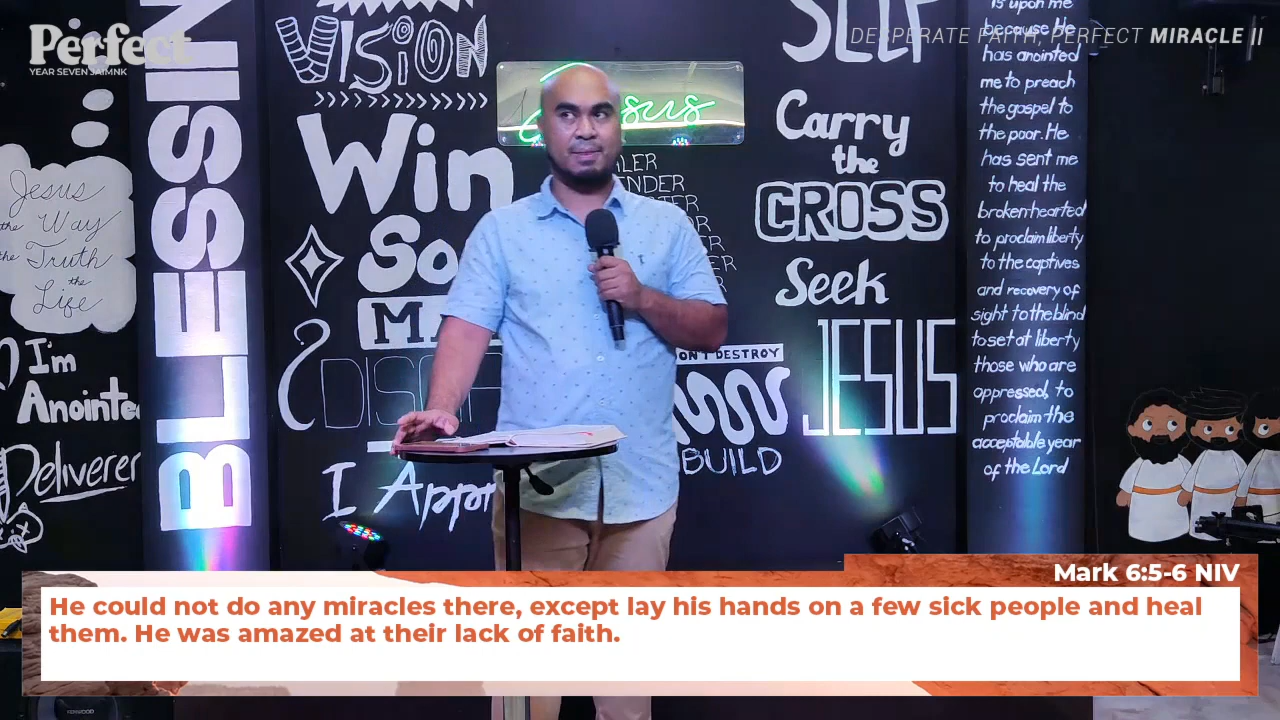 Perfect
YEAR SEVEN JAIMNK
DESPERATE FAITH, PERFECT MIRACLE II
Jesus
the Way
the Truth
the
Life
I'm
Deliverer
BLESSIN
VISION
Win
I
Jesus
DON'T DESTROY
BUILD
SELF
Carry
the
CROSS
Seek
JESUS
is upon me
because He
has anointed
me to preach
the gospel to
the poor. He
has sent me
to heal the
brokenhearted
to proclaim liberty
to the captives
and recovery of
sight to the blind
to set at liberty
those who are
oppressed, to
proclaim the
acceptable year
of the Lord
Mark 6:5-6 NIV
He could not do any miracles there, except lay his hands on a few sick people and heal
them. He was amazed at their lack of faith.
KENWOOD